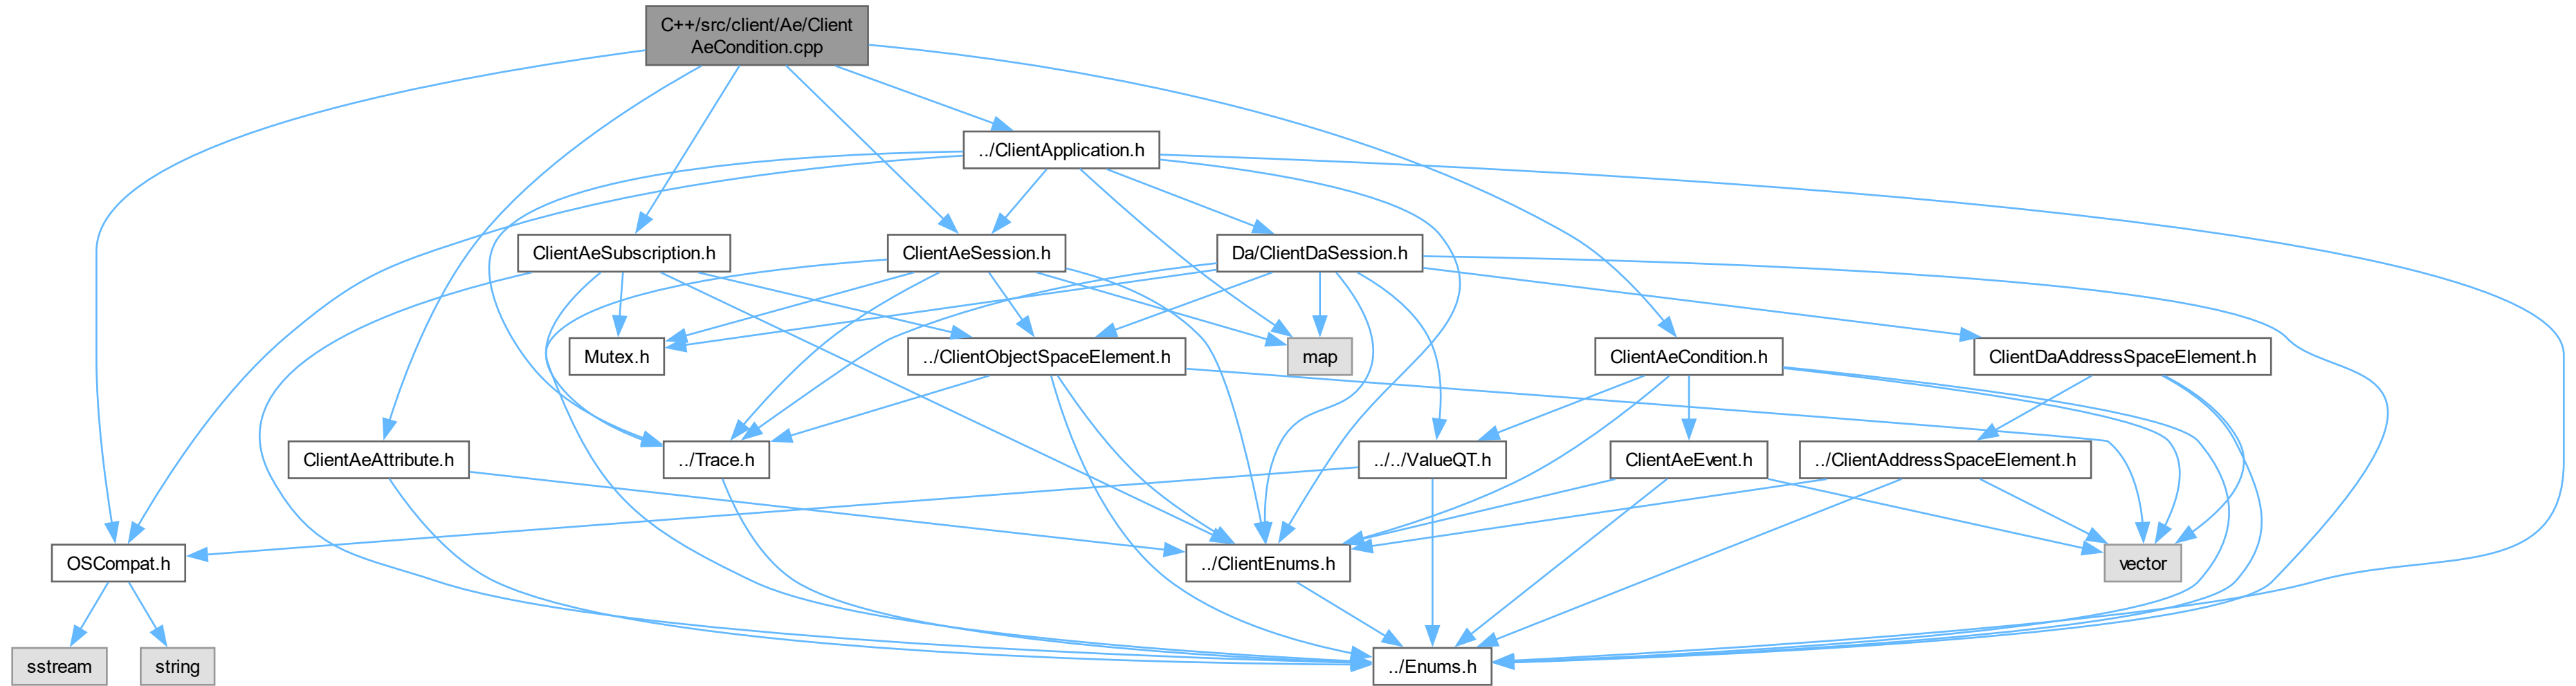 C++/src/client/Ae/Client
AeCondition.cpp
../ClientApplication.h
ClientAeSubscription.h
ClientAeSession.h
Da/ClientDaSession.h
Mutex.h
../ClientObjectSpaceElement.h
map
ClientAeCondition.h
ClientDaAddressSpaceElement.h
ClientAeAttribute.h
../Trace.h
../../ValueQT.h
ClientAeEvent.h
../ClientAddressSpaceElement.h
OSCompat.h
../ClientEnums.h
vector
sstream
string
../Enums.h